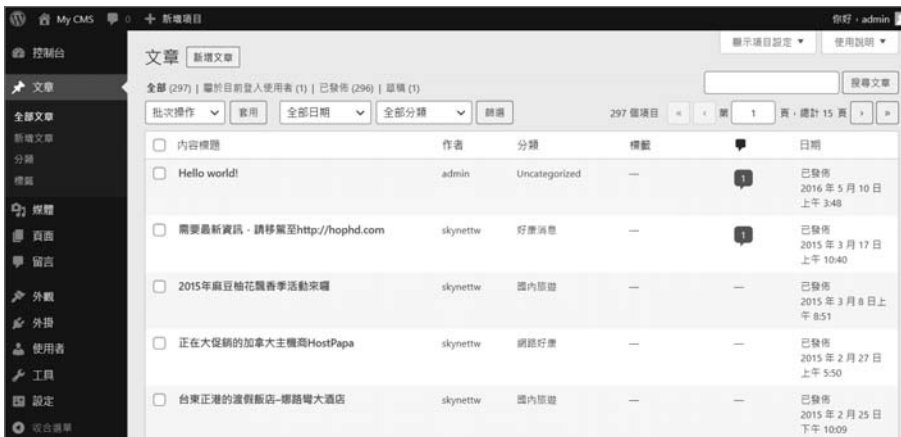 My CMS 0 新增項目 你好，admin
控制台
文章
全部文章
新增文章
分類
標籤
媒體
頁面
留言
外觀
外掛
使用者
工具
設定
收合選單
顯示項目設定 使用說明
文章 新增文章
全部 (297) | 屬於目前登入使用者 (1) | 已發佈 (296) | 草稿 (1)
搜尋文章
批次操作 套用 全部日期 全部分類 篩選 297 個項目 « ‹ 第 1 頁，總計 15 頁 › »
內容標題 作者 分類 標籤 日期
Hello world! admin Uncategorized — 1 已發佈
2016 年 5 月 10 日
上午 3:48
需要最新資訊，請移駕至http://hophd.com skynettw 好康消息 — 1 已發佈
2015 年 3 月 17 日
上午 10:40
2015年麻豆柚花飄香季活動來囉 skynettw 國內旅遊 — — 已發佈
2015 年 3 月 8 日上
午 8:51
正在大促銷的加拿大主機商HostPapa skynettw 網路好康 — — 已發佈
2015 年 2 月 27 日
上午 5:50
台東正港的渡假飯店–娜路彎大酒店 skynettw 國內旅遊 — — 已發佈
2015 年 2 月 25 日
下午 10:09